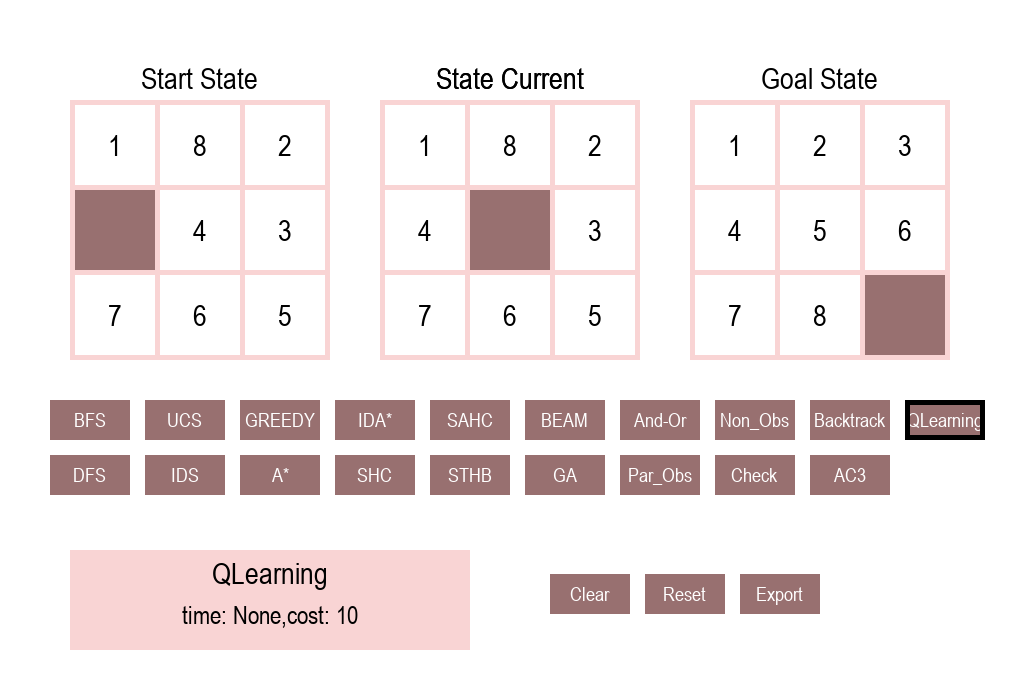 Start State State Current Goal State
1 8 2 1 8 2 1 2 3
4 3 4 3 4 5 6
7 6 5 7 6 5 7 8
BFS UCS GREEDY IDA* SAHC BEAM And-Or Non_Obs Backtrack QLearning
DFS IDS A* SHC STHB GA Par_Obs Check AC3
QLearning
time: None,cost: 10
Clear Reset Export